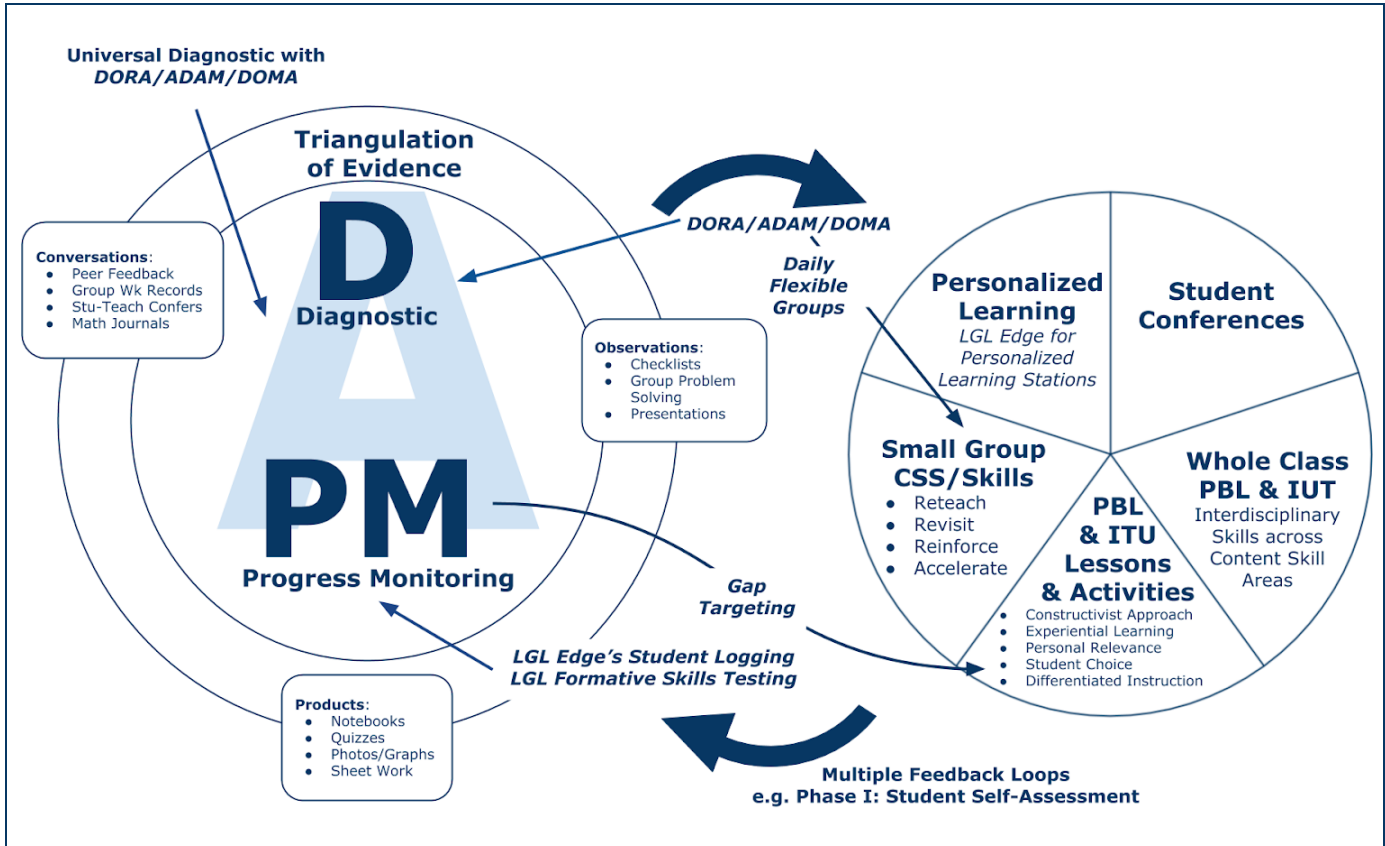 Universal Diagnostic with
DORA/ADAM/DOMA
Triangulation
of Evidence
A
D
Diagnostic
PM
Progress Monitoring
Conversations:
● Peer Feedback
● Group Wk Records
● Stu-Teach Confers
● Math Journals
Observations:
● Checklists
● Group Problem
Solving
● Presentations
Products:
● Notebooks
● Quizzes
● Photos/Graphs
● Sheet Work
DORA/ADAM/DOMA
Daily
Flexible
Groups
Gap
Targeting
LGL Edge’s Student Logging
LGL Formative Skills Testing
Multiple Feedback Loops
e.g. Phase I: Student Self-Assessment
Personalized
Learning
LGL Edge for
Personalized
Learning Stations
Student
Conferences
Small Group
CSS/Skills
● Reteach
● Revisit
● Reinforce
● Accelerate
PBL
& ITU
Lessons
& Activities
● Constructivist Approach
● Experiential Learning
● Personal Relevance
● Student Choice
● Differentiated Instruction
Whole Class
PBL & IUT
Interdisciplinary
Skills across
Content Skill
Areas